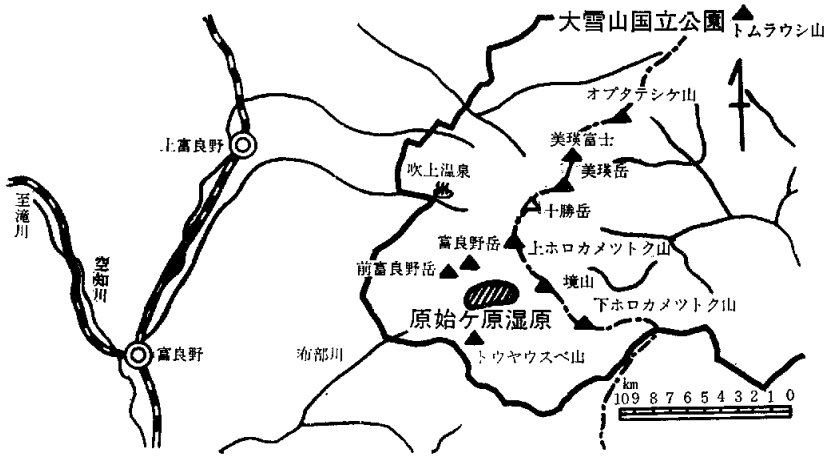 大雪山国立公園
トムラウシ山
オプタテシケ山
美瑛富士
美瑛岳
十勝岳
上富良野
吹上温泉
富良野岳
上ホロカメツトク山
前富良野岳
境山
下ホロカメツトク山
原始ケ原湿原
トウヤウスベ山
至滝川
空知川
富良野
布部川
km
10 9 8 7 6 5 4 3 2 1 0